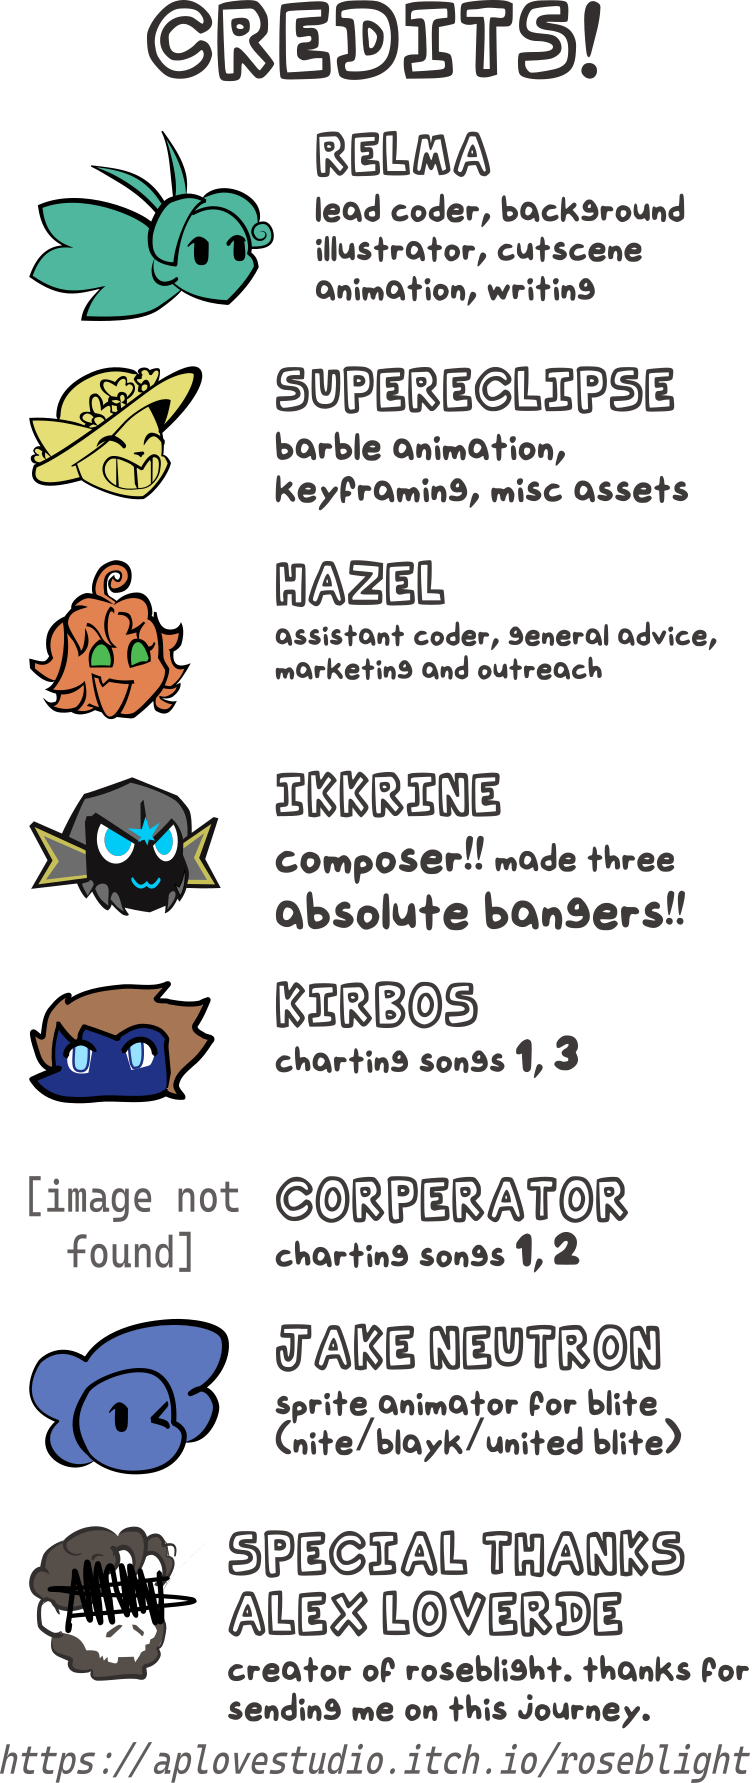 CREDITS!
RELMA
lead coder, background
illustrator, cutscene
animation, writing
SUPERECLIPSE
barble animation,
keyframing, misc assets
HAZEL
assistant coder, general advice,
marketing and outreach
IKKRINE
composer!! made three
absolute bangers!!
KIRBOS
charting songs 1, 3
[image not
found]
CORPERATOR
charting songs 1, 2
JAKE NEUTRON
sprite animator for blite
(nite/blayk/united blite)
SPECIAL THANKS
ALEX LOVERDE
creator of roseblight. thanks for
sending me on this journey.
https://aplovestudio.itch.io/roseblight